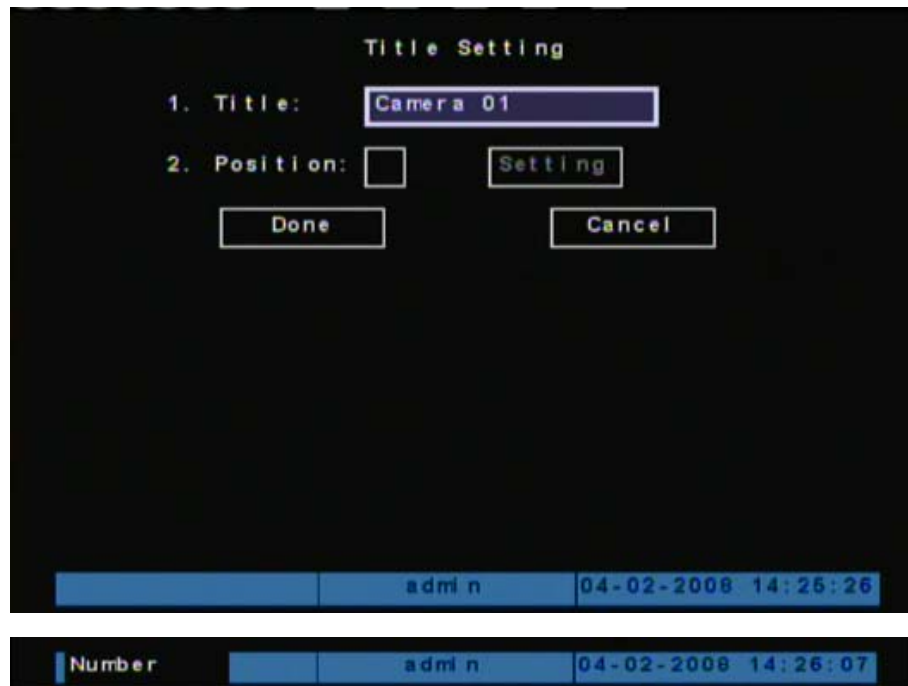 Title Setting
1. Title: Camera 01
2. Position: Setting
Done Cancel
admin 04-02-2008 14:25:26
Number admin 04-02-2008 14:26:07